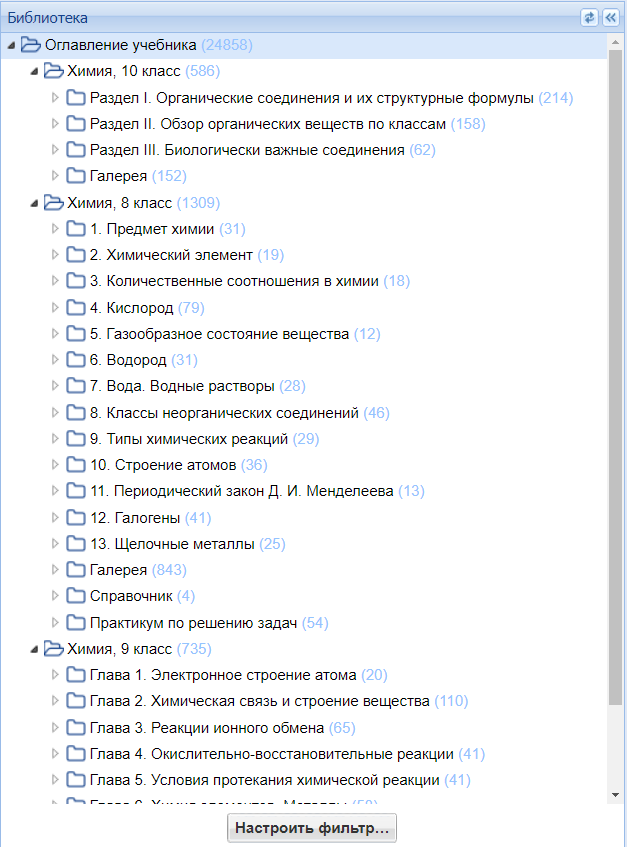 Библиотека
Оглавление учебника (24858)
Химия, 10 класс (586)
Раздел I. Органические соединения и их структурные формулы (214)
Раздел II. Обзор органических веществ по классам (158)
Раздел III. Биологически важные соединения (62)
Галерея (152)
Химия, 8 класс (1309)
1. Предмет химии (31)
2. Химический элемент (19)
3. Количественные соотношения в химии (18)
4. Кислород (79)
5. Газообразное состояние вещества (12)
6. Водород (31)
7. Вода. Водные растворы (28)
8. Классы неорганических соединений (46)
9. Типы химических реакций (29)
10. Строение атомов (36)
11. Периодический закон Д. И. Менделеева (13)
12. Галогены (41)
13. Щелочные металлы (25)
Галерея (843)
Справочник (4)
Практикум по решению задач (54)
Химия, 9 класс (735)
Глава 1. Электронное строение атома (20)
Глава 2. Химическая связь и строение вещества (110)
Глава 3. Реакции ионного обмена (65)
Глава 4. Окислительно-восстановительные реакции (41)
Глава 5. Условия протекания химической реакции (41)
Глава 6. Химия элементов. Металлы
Настроить фильтр...